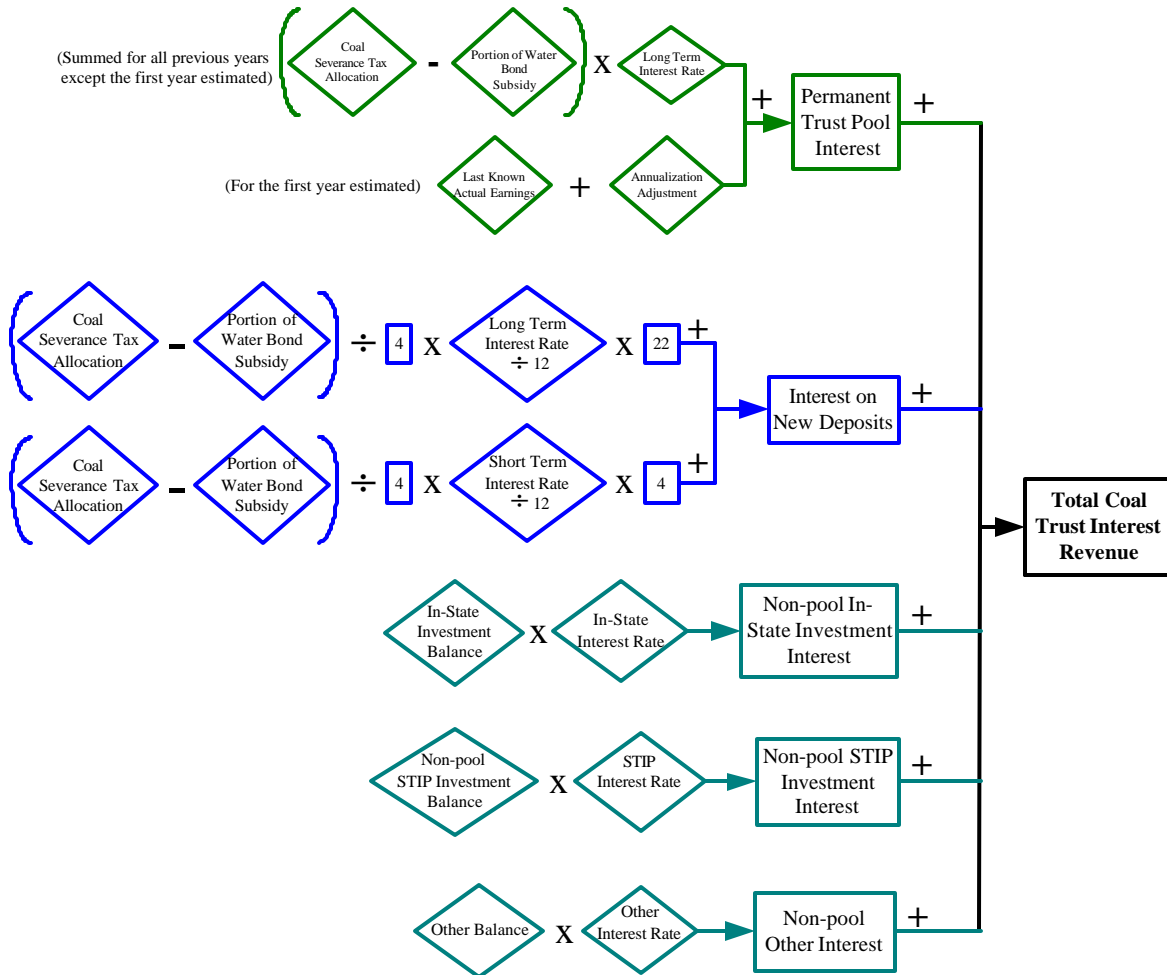 (Summed for all previous years
except the first year estimated)
Coal
Severance Tax
Allocation
-
Portion of Water
Bond
Subsidy
X
Long Term
Interest Rate
+
Permanent
Trust Pool
Interest
+
(For the first year estimated)
Last Known
Actual Earnings
+
Annualization
Adjustment
(
Coal
Severance Tax
Allocation
-
Portion of
Water Bond
Subsidy
)
÷
4
X
Long Term
Interest Rate
÷ 12
X
22
+
Interest on
New Deposits
+
(
Coal
Severance Tax
Allocation
-
Portion of
Water Bond
Subsidy
)
÷
4
X
Short Term
Interest Rate
÷ 12
X
4
+
Total Coal
Trust Interest
Revenue
In-State
Investment
Balance
X
In-State
Interest Rate
Non-pool In-
State Investment
Interest
+
Non-pool
STIP Investment
Balance
X
STIP
Interest Rate
Non-pool STIP
Investment
Interest
+
Other Balance
X
Other
Interest Rate
Non-pool
Other Interest
+